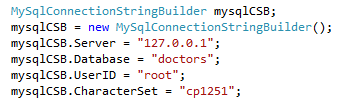 MySqlConnectionStringBuilder mysqlCSB;
mysqlCSB = new MySqlConnectionStringBuilder();
mysqlCSB.Server = "127.0.0.1";
mysqlCSB.Database = "doctors";
mysqlCSB.UserID = "root";
mysqlCSB.CharacterSet = "cp1251";